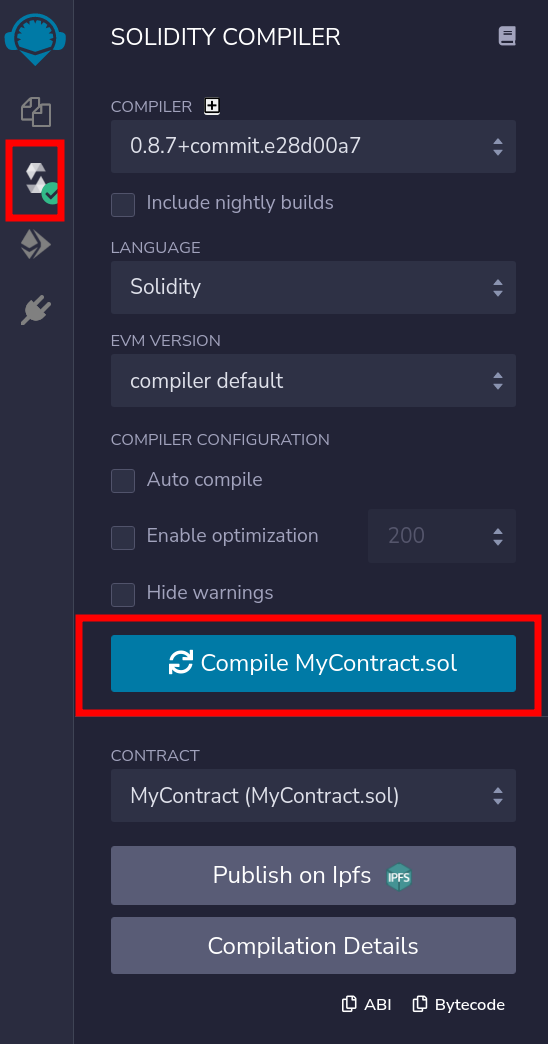 SOLIDITY COMPILER
COMPILER
0.8.7+commit.e28d00a7
Include nightly builds
LANGUAGE
Solidity
EVM VERSION
compiler default
COMPILER CONFIGURATION
Auto compile
Enable optimization 200
Hide warnings
Compile MyContract.sol
CONTRACT
MyContract (MyContract.sol)
Publish on Ipfs IPFS
Compilation Details
ABI Bytecode